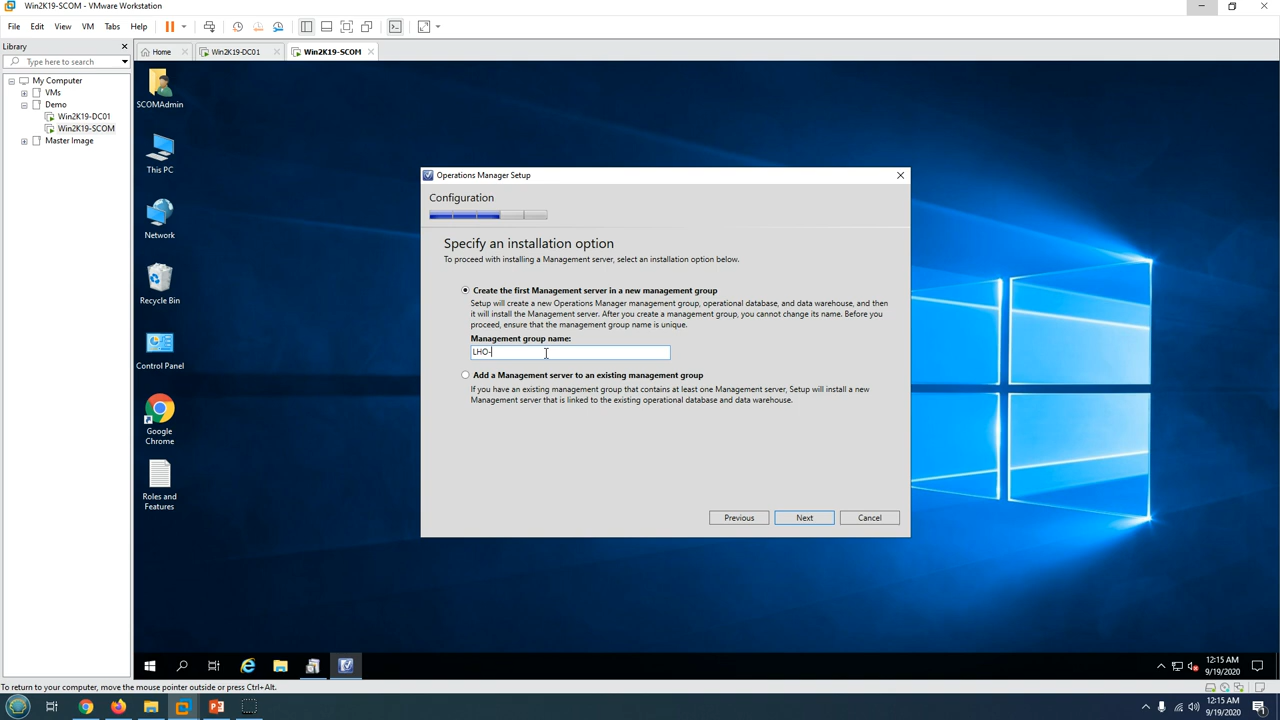 Win2K19-SCOM - VMware Workstation
File Edit View VM Tabs Help
Library
Type here to search
Home Win2K19-DC01 Win2K19-SCOM
My Computer
VMs
Demo
Win2K19-DC01
Win2K19-SCOM
Master Image
SCOMAdmin
This PC
Network
Recycle Bin
Control Panel
Google
Chrome
Roles and
Features
Operations Manager Setup
Configuration
Specify an installation option
To proceed with installing a Management server, select an installation option below.
Create the first Management server in a new management group
Setup will create a new Operations Manager management group, operational database, and data warehouse, and then
it will install the Management server. After you create a management group, you cannot change its name. Before you
proceed, ensure that the management group name is unique.
Management group name:
LHO-
Add a Management server to an existing management group
If you have an existing management group that contains at least one Management server, Setup will install a new
Management server that is linked to the existing operational database and data warehouse.
Previous Next Cancel
12:15 AM
9/19/2020
To return to your computer, move the mouse pointer outside or press Ctrl+Alt.
12:15 AM
9/19/2020